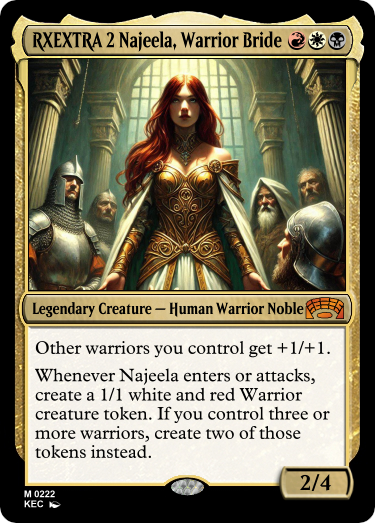 RXEXTRA 2 Najeela, Warrior Bride
Legendary Creature — Human Warrior Noble
Other warriors you control get +1/+1.
Whenever Najeela enters or attacks,
create a 1/1 white and red Warrior
creature token. If you control three or
more warriors, create two of those
tokens instead.
2/4
M 0222
KEC